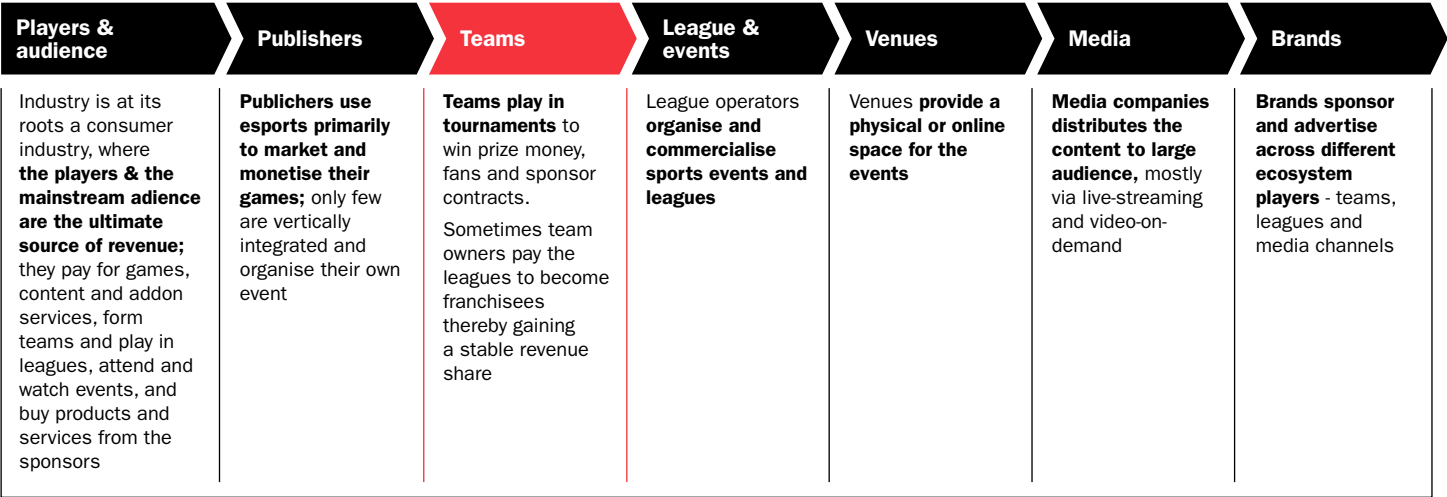 Players &
audience
Publishers
Teams
League &
events
Venues
Media
Brands
Industry is at its
roots a consumer
industry, where
the players & the
mainstream adience
are the ultimate
source of revenue;
they pay for games,
content and addon
services, form
teams and play in
leagues, attend and
watch events, and
buy products and
services from the
sponsors
Publichers use
esports primarily
to market and
monetise their
games; only few
are vertically
integrated and
organise their own
event
Teams play in
tournaments to
win prize money,
fans and sponsor
contracts.
Sometimes team
owners pay the
leagues to become
franchisees
thereby gaining
a stable revenue
share
League operators
organise and
commercialise
sports events and
leagues
Venues provide a
physical or online
space for the
events
Media companies
distributes the
content to large
audience, mostly
via live-streaming
and video-on-
demand
Brands sponsor
and advertise
across different
ecosystem
players - teams,
leagues and
media channels